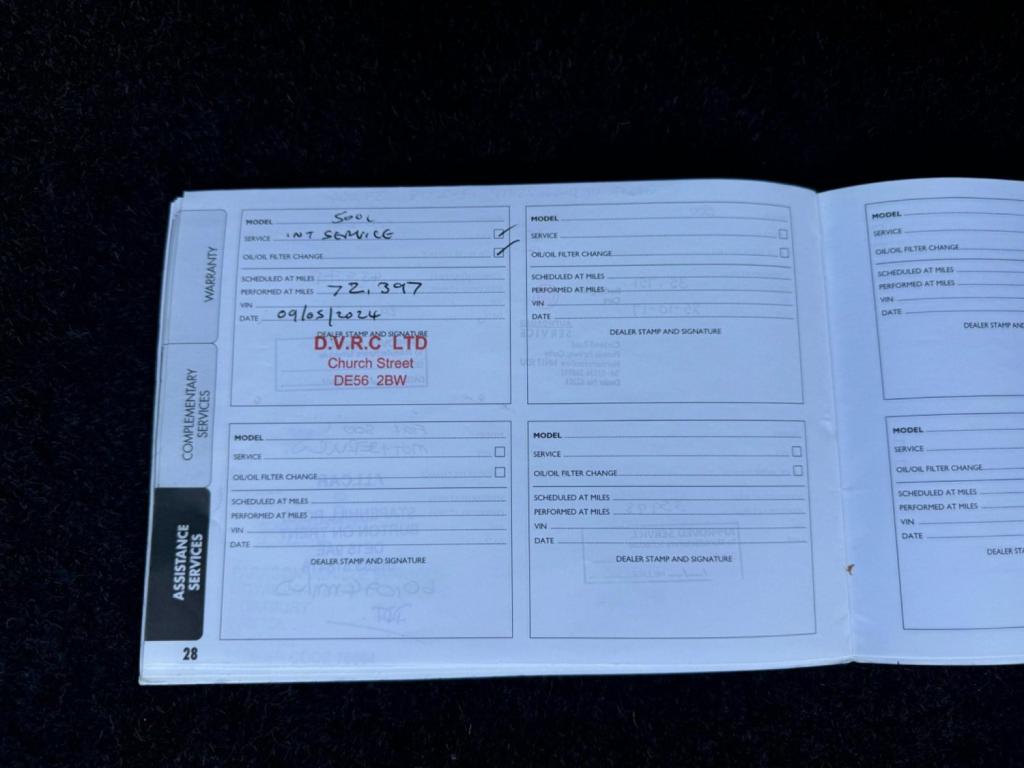 WARRANTY
COMPLEMENTARY
SERVICES
ASSISTANCE
SERVICES
28
MODEL 500L
SERVICE INT SERVICE
OIL/OIL FILTER CHANGE
SCHEDULED AT MILES
PERFORMED AT MILES 72,397
VIN
DATE 09/05/2024
DEALER STAMP AND SIGNATURE
D.V.R.C LTD
Church Street
DE56 2BW
MODEL
SERVICE
OIL/OIL FILTER CHANGE
SCHEDULED AT MILES
PERFORMED AT MILES
VIN
DATE
DEALER STAMP AND SIGNATURE
MODEL
SERVICE
OIL/OIL FILTER CHANGE
SCHEDULED AT MILES
PERFORMED AT MILES
VIN
DATE
DEALER STAMP AND SIGNATURE
MODEL
SERVICE
OIL/OIL FILTER CHANGE
SCHEDULED AT MILES
PERFORMED AT MILES
VIN
DATE
DEALER STAMP AND SIGNATURE
MODEL
SERVICE
OIL/OIL FILTER CHANGE
SCHEDULED AT MILES
PERFORMED AT MILES
VIN
DATE
DEALER STAMP AND
MODEL
SERVICE
OIL/OIL FILTER CHANGE
SCHEDULED AT MILES
PERFORMED AT MILES
VIN
DATE
DEALER